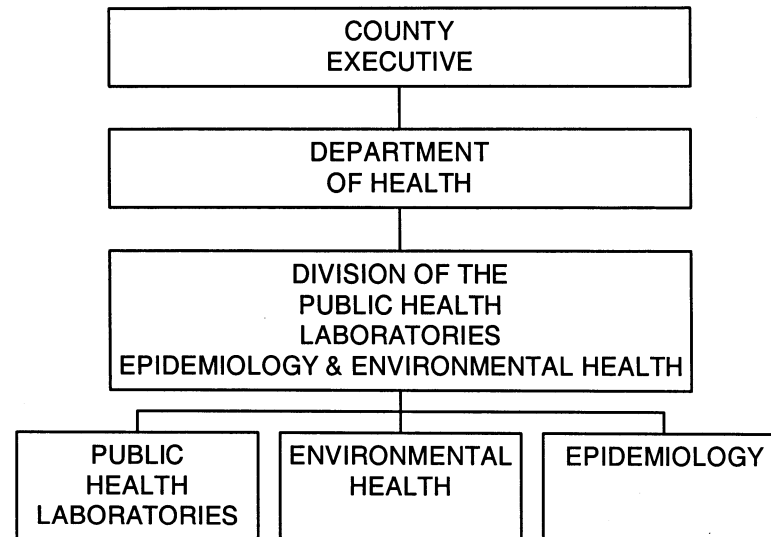 COUNTY
EXECUTIVE
DEPARTMENT
OF HEALTH
DIVISION OF THE
PUBLIC HEALTH
LABORATORIES
EPIDEMIOLOGY & ENVIRONMENTAL HEALTH
PUBLIC
HEALTH
LABORATORIES
ENVIRONMENTAL
HEALTH
EPIDEMIOLOGY